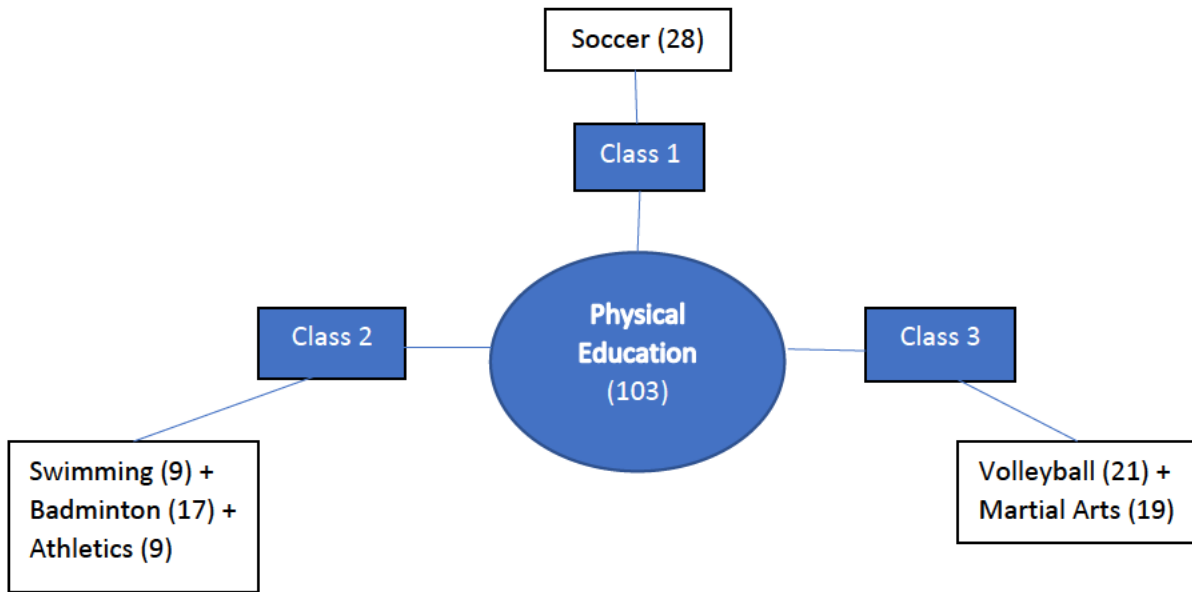 Soccer (28)
Class 1
Physical
Education
(103)
Class 2
Class 3
Swimming (9) +
Badminton (17) +
Athletics (9)
Volleyball (21) +
Martial Arts (19)